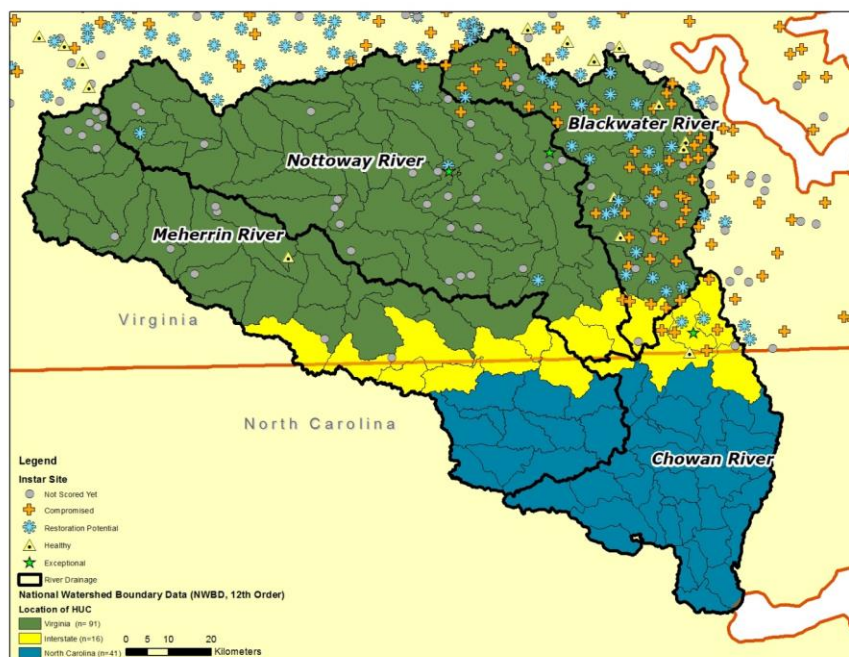 Blackwater River
Nottoway River
Meherrin River
Virginia
North Carolina
Chowan River
Legend
Instar Site
Not Scored Yet
Compromised
Restoration Potential
Healthy
Exceptional
River Drainage
National Watershed Boundary Data (NWBD, 12th Order)
Location of HUC
Virginia (n= 91)
Interstate (n=16)
North Carolina (n=41)
0 5 10 20
Kilometers